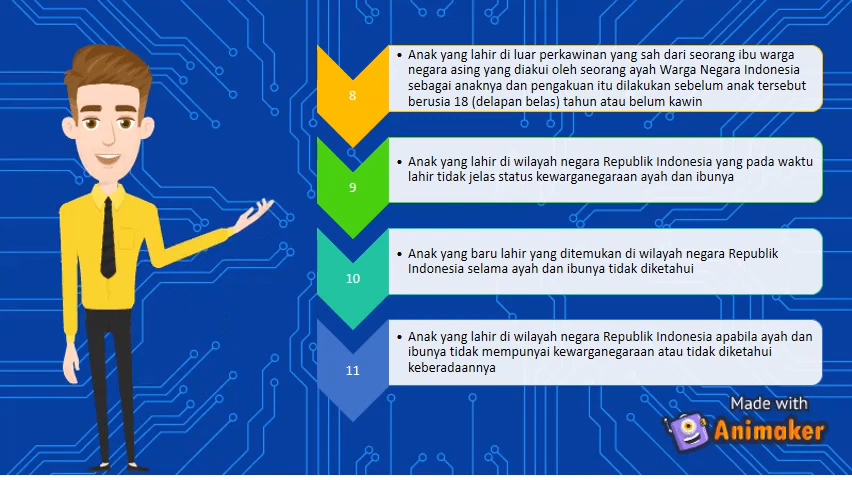 8
• Anak yang lahir di luar perkawinan yang sah dari seorang ibu warga
negara asing yang diakui oleh seorang ayah Warga Negara Indonesia
sebagai anaknya dan pengakuan itu dilakukan sebelum anak tersebut
berusia 18 (delapan belas) tahun atau belum kawin
9
• Anak yang lahir di wilayah negara Republik Indonesia yang pada waktu
lahir tidak jelas status kewarganegaraan ayah dan ibunya
10
• Anak yang baru lahir yang ditemukan di wilayah negara Republik
Indonesia selama ayah dan ibunya tidak diketahui
11
• Anak yang lahir di wilayah negara Republik Indonesia apabila ayah dan
ibunya tidak mempunyai kewarganegaraan atau tidak diketahui
keberadaannya
Made with
Animaker